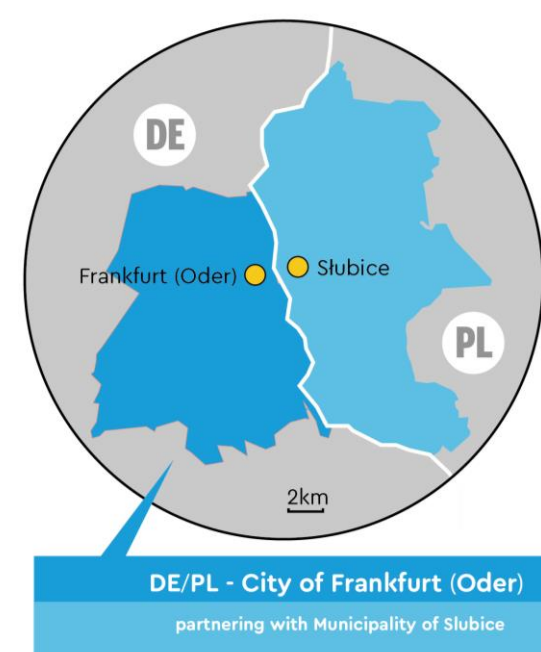 DE
Frankfurt (Oder)
Słubice
PL
2km
DE/PL - City of Frankfurt (Oder)
partnering with Municipality of Slubice